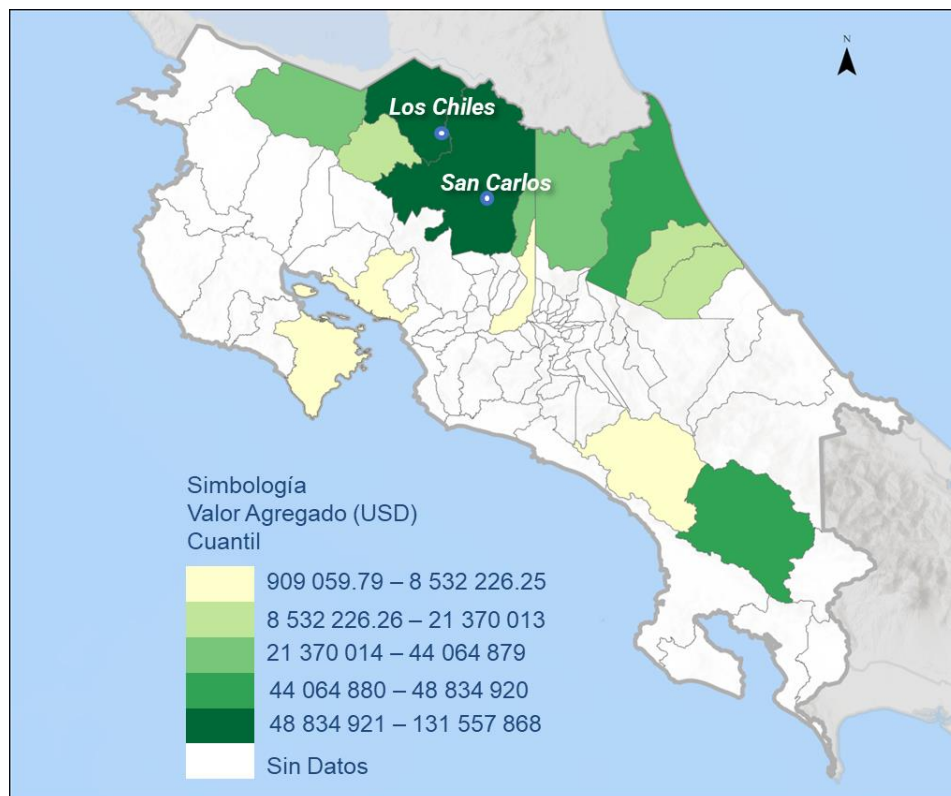 N
Los Chiles
San Carlos
Simbología
Valor Agregado (USD)
Cuantil
909 059.79 – 8 532 226.25
8 532 226.26 – 21 370 013
21 370 014 – 44 064 879
44 064 880 – 48 834 920
48 834 921 – 131 557 868
Sin Datos